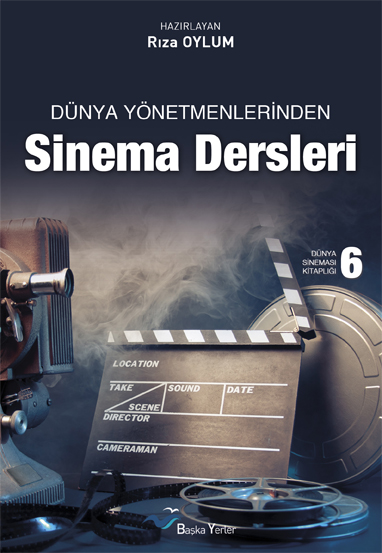 HAZIRLAYAN
Rıza OYLUM
DÜNYA YÖNETMENLERİNDEN
Sinema Dersleri
DÜNYA
SİNEMASI
KİTAPLIĞI
6
LOCATION
TAKE SOUND DATE
SCENE
DIRECTOR
CAMERAMAN
Başka Yerler